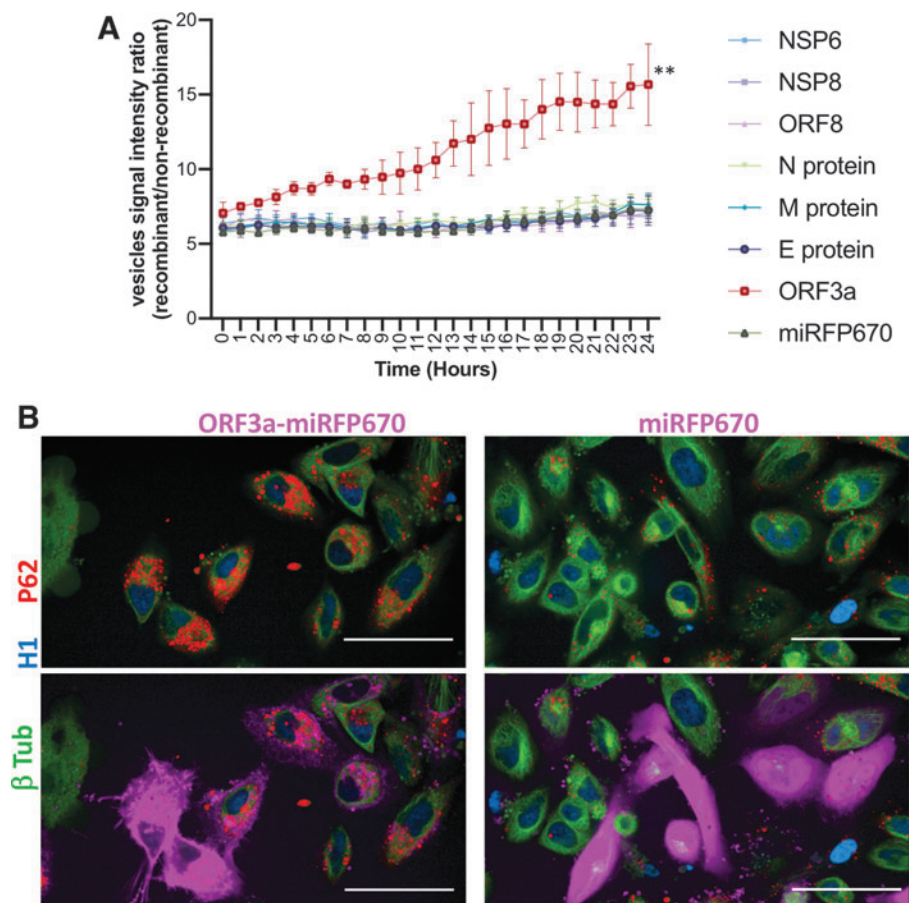 A
vesicles signal intensity ratio
(recombinant/non-recombinant)
20
15
10
5
0
**
0 1 2 3 4 5 6 7 8 9 10 11 12 13 14 15 16 17 18 19 20 21 22 23 24
Time (Hours)
NSP6
NSP8
ORF8
N protein
M protein
E protein
ORF3a
miRFP670
B
ORF3a-miRFP670 miRFP670
β Tub H1 P62